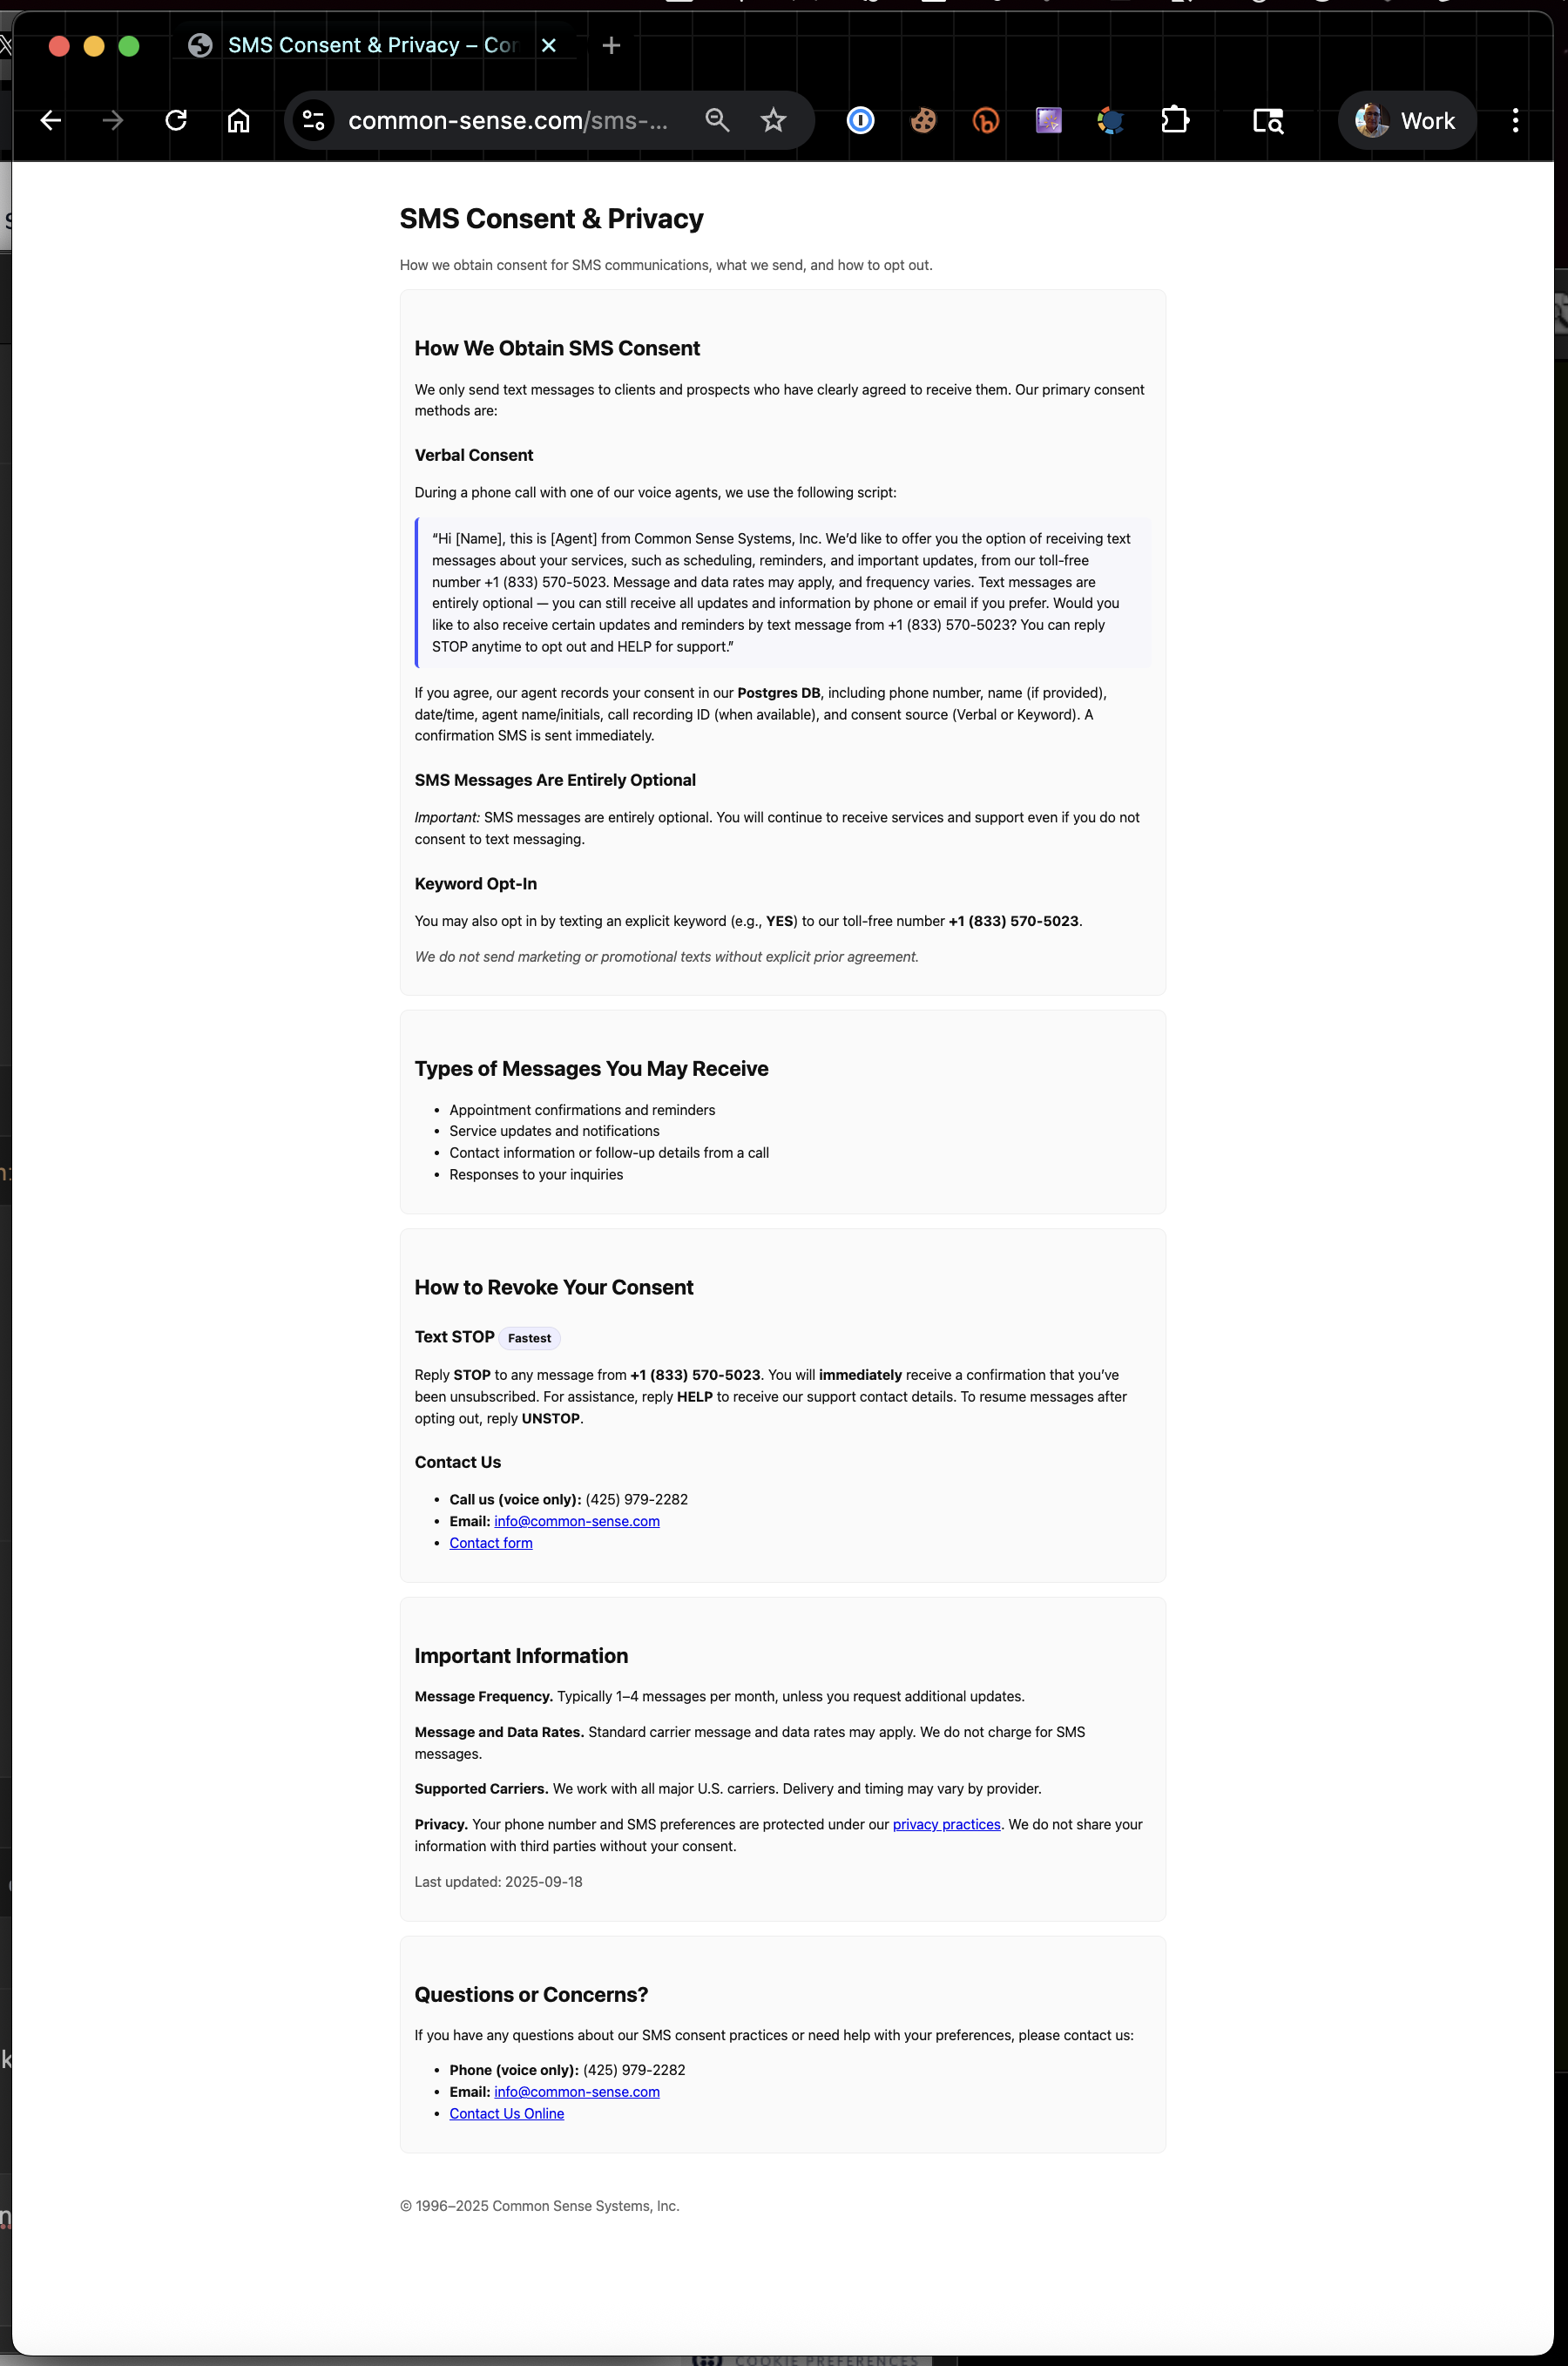 SMS Consent & Privacy – Cor
common-sense.com/sms-...
Work
SMS Consent & Privacy
How we obtain consent for SMS communications, what we send, and how to opt out.
How We Obtain SMS Consent
We only send text messages to clients and prospects who have clearly agreed to receive them. Our primary consent
methods are:
Verbal Consent
During a phone call with one of our voice agents, we use the following script:
“Hi [Name], this is [Agent] from Common Sense Systems, Inc. We’d like to offer you the option of receiving text
messages about your services, such as scheduling, reminders, and important updates, from our toll-free
number +1 (833) 570-5023. Message and data rates may apply, and frequency varies. Text messages are
entirely optional — you can still receive all updates and information by phone or email if you prefer. Would you
like to also receive certain updates and reminders by text message from +1 (833) 570-5023? You can reply
STOP anytime to opt out and HELP for support.”
If you agree, our agent records your consent in our Postgres DB, including phone number, name (if provided),
date/time, agent name/initials, call recording ID (when available), and consent source (Verbal or Keyword). A
confirmation SMS is sent immediately.
SMS Messages Are Entirely Optional
Important: SMS messages are entirely optional. You will continue to receive services and support even if you do not
consent to text messaging.
Keyword Opt-In
You may also opt in by texting an explicit keyword (e.g., YES) to our toll-free number +1 (833) 570-5023.
We do not send marketing or promotional texts without explicit prior agreement.
Types of Messages You May Receive
• Appointment confirmations and reminders
• Service updates and notifications
• Contact information or follow-up details from a call
• Responses to your inquiries
How to Revoke Your Consent
Text STOP Fastest
Reply STOP to any message from +1 (833) 570-5023. You will immediately receive a confirmation that you’ve
been unsubscribed. For assistance, reply HELP to receive our support contact details. To resume messages after
opting out, reply UNSTOP.
Contact Us
• Call us (voice only): (425) 979-2282
• Email: info@common-sense.com
• Contact form
Important Information
Message Frequency. Typically 1–4 messages per month, unless you request additional updates.
Message and Data Rates. Standard carrier message and data rates may apply. We do not charge for SMS
messages.
Supported Carriers. We work with all major U.S. carriers. Delivery and timing may vary by provider.
Privacy. Your phone number and SMS preferences are protected under our privacy practices. We do not share your
information with third parties without your consent.
Last updated: 2025-09-18
Questions or Concerns?
If you have any questions about our SMS consent practices or need help with your preferences, please contact us:
• Phone (voice only): (425) 979-2282
• Email: info@common-sense.com
• Contact Us Online
© 1996–2025 Common Sense Systems, Inc.
COOKIE PREFERENCES